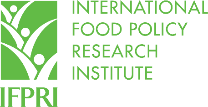 INTERNATIONAL
FOOD POLICY
RESEARCH
INSTITUTE
IFPRI